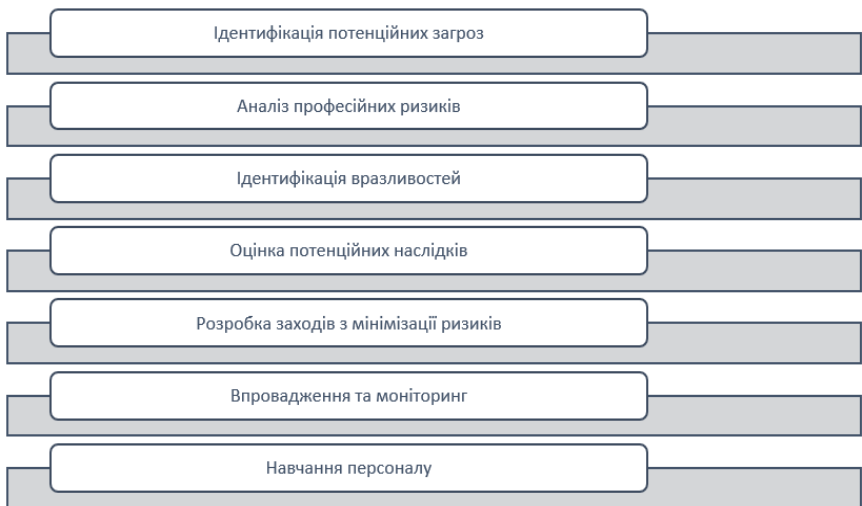 Ідентифікація потенційних загроз
Аналіз професійних ризиків
Ідентифікація вразливостей
Оцінка потенційних наслідків
Розробка заходів з мінімізації ризиків
Впровадження та моніторинг
Навчання персоналу